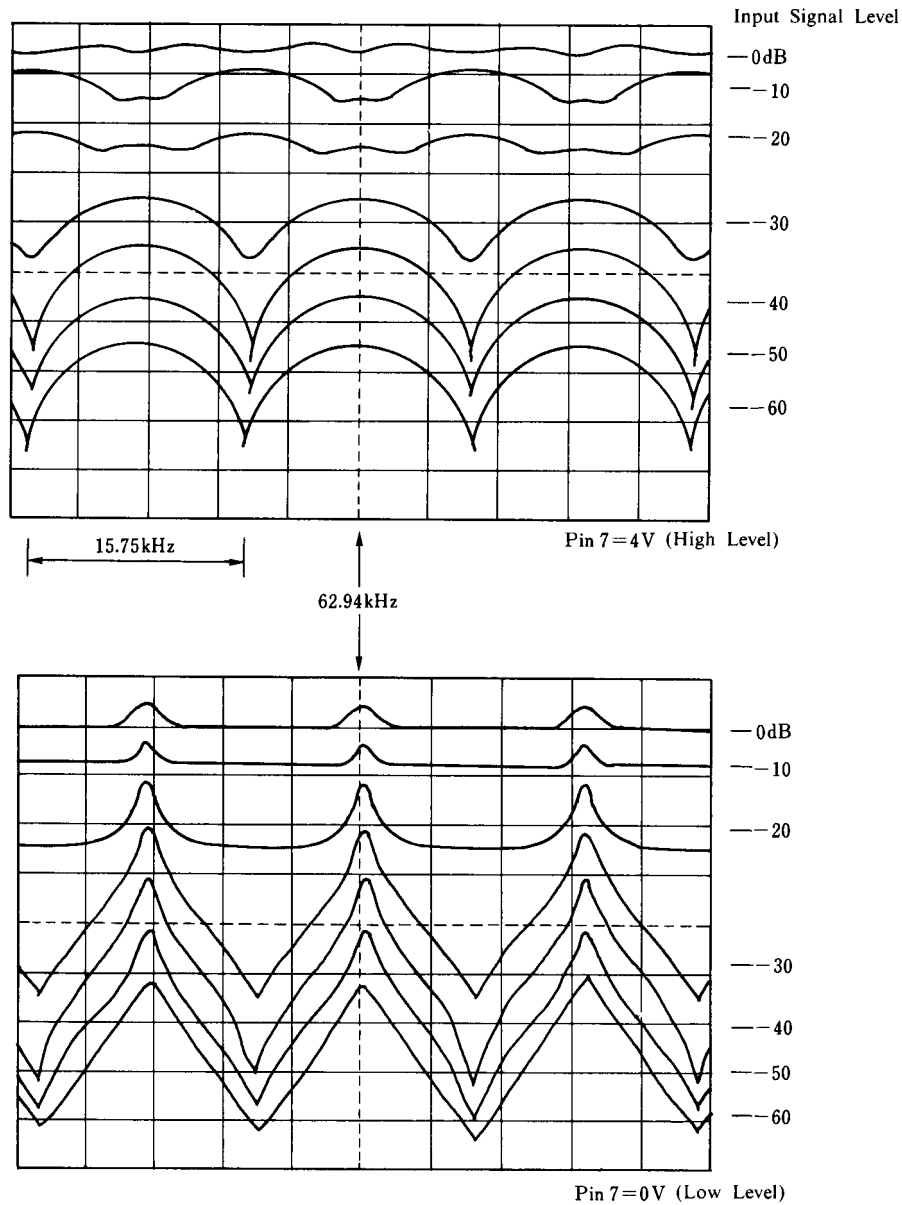 Input Signal Level
—0dB
—-10
—-20
—-30
—-40
—-50
—-60
Pin 7=4V (High Level)
15.75kHz
62.94kHz
—0dB
—-10
—-20
—-30
—-40
—-50
—-60
Pin 7=0V (Low Level)